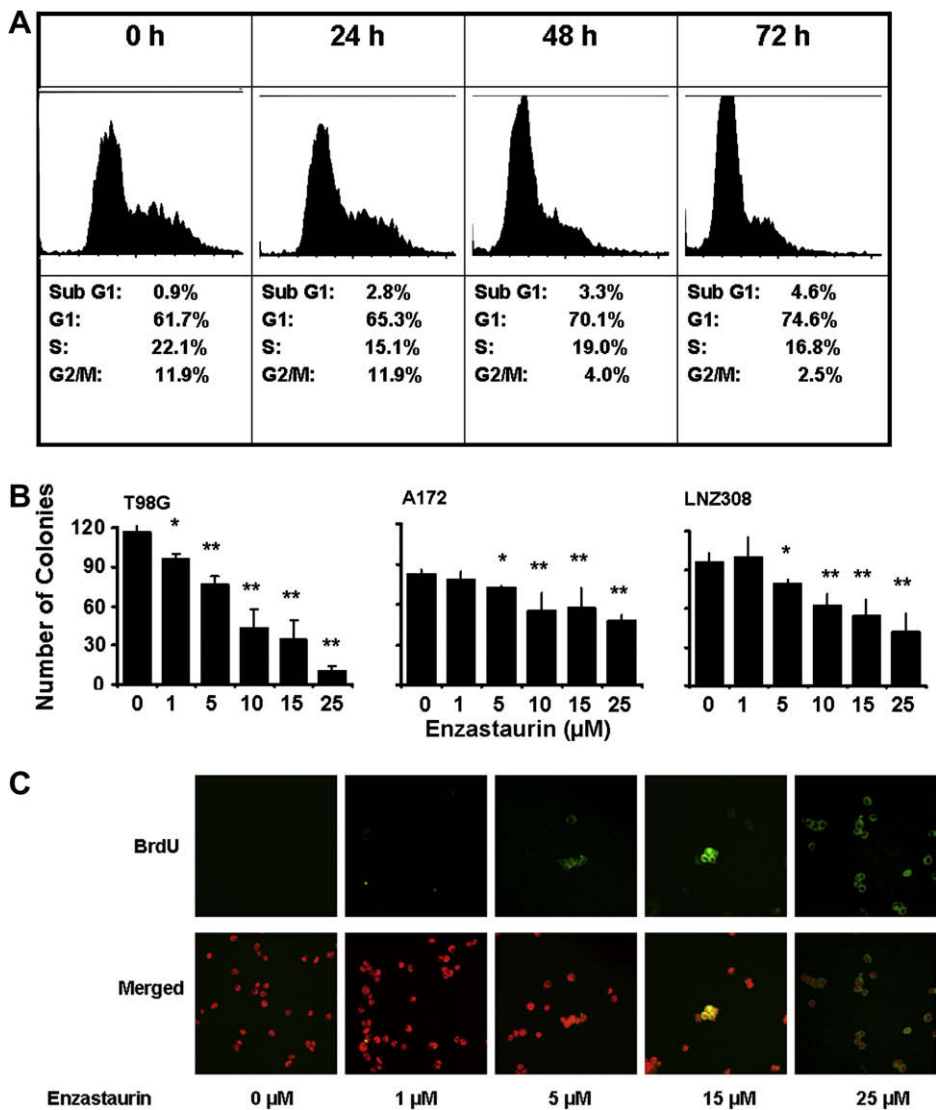 A
0 h 24 h 48 h 72 h
Sub G1: 0.9% Sub G1: 2.8% Sub G1: 3.3% Sub G1: 4.6%
G1: 61.7% G1: 65.3% G1: 70.1% G1: 74.6%
S: 22.1% S: 15.1% S: 19.0% S: 16.8%
G2/M: 11.9% G2/M: 11.9% G2/M: 4.0% G2/M: 2.5%
B
T98G A172 LNZ308
Number of Colonies
120
90
60
30
0
* ** ** ** **
* ** ** **
* ** ** **
0 1 5 10 15 25 0 1 5 10 15 25 0 1 5 10 15 25
Enzastaurin (µM)
C
BrdU
Merged
Enzastaurin 0 µM 1 µM 5 µM 15 µM 25 µM